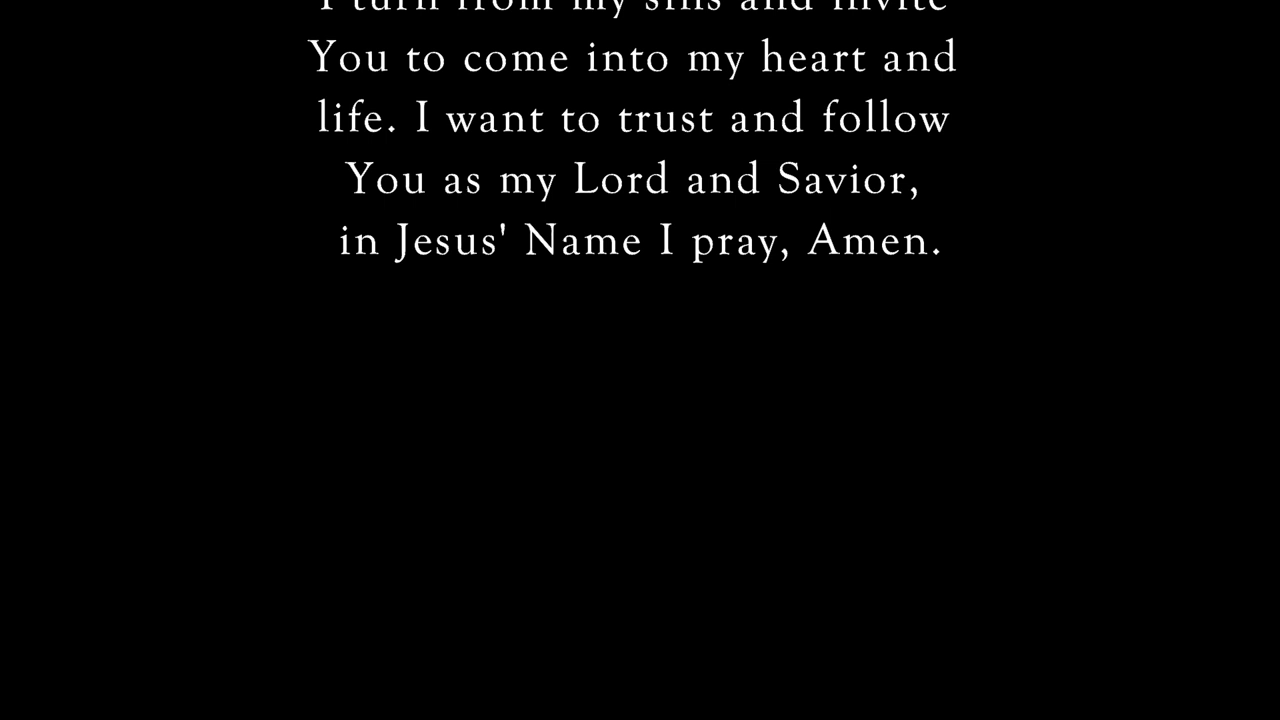 I turn from my sins and invite
You to come into my heart and
life. I want to trust and follow
You as my Lord and Savior,
in Jesus' Name I pray, Amen.